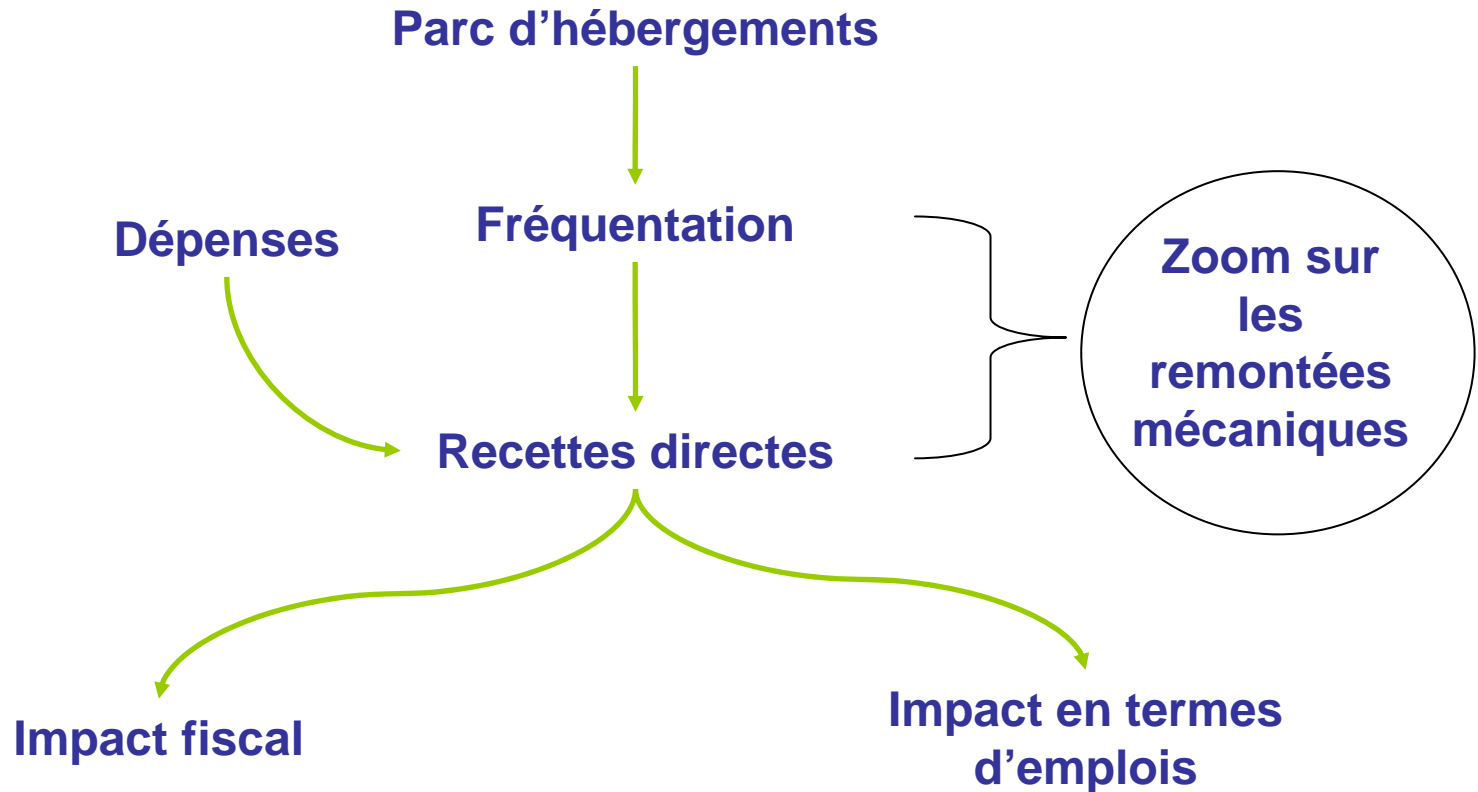 Parc d’hébergements
Dépenses
Fréquentation
Zoom sur
les
remontées
mécaniques
Recettes directes
Impact fiscal
Impact en termes
d’emplois